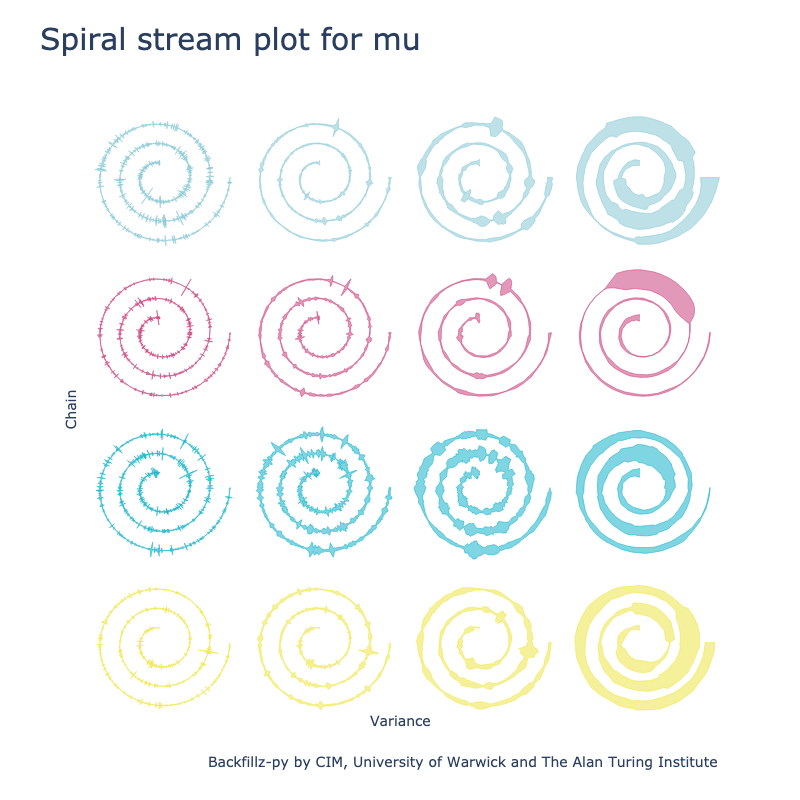 Spiral stream plot for mu
Chain
Variance
Backfillz-py by CIM, University of Warwick and The Alan Turing Institute